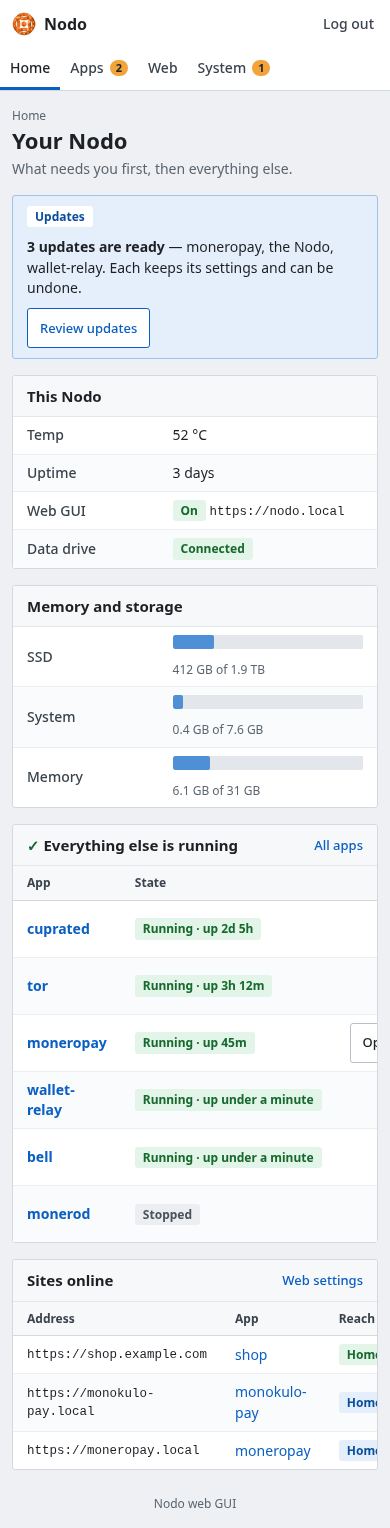 Nodo
Log out
Home
Apps 2
Web
System 1
Home
Your Nodo
What needs you first, then everything else.
Updates
3 updates are ready — moneropay, the Nodo,
wallet-relay. Each keeps its settings and can be
undone.
Review updates
This Nodo
Temp 52 °C
Uptime 3 days
Web GUI On https://nodo.local
Data drive Connected
Memory and storage
SSD
412 GB of 1.9 TB
System
0.4 GB of 7.6 GB
Memory
6.1 GB of 31 GB
✓ Everything else is running All apps
App State
cuprated Running · up 2d 5h
tor Running · up 3h 12m
moneropay Running · up 45m Op
wallet-
relay Running · up under a minute
bell Running · up under a minute
monerod Stopped
Sites online Web settings
Address App Reach
https://shop.example.com shop Home
https://monokulo-
pay.local monokulo-
pay Home
https://moneropay.local moneropay Home
Nodo web GUI